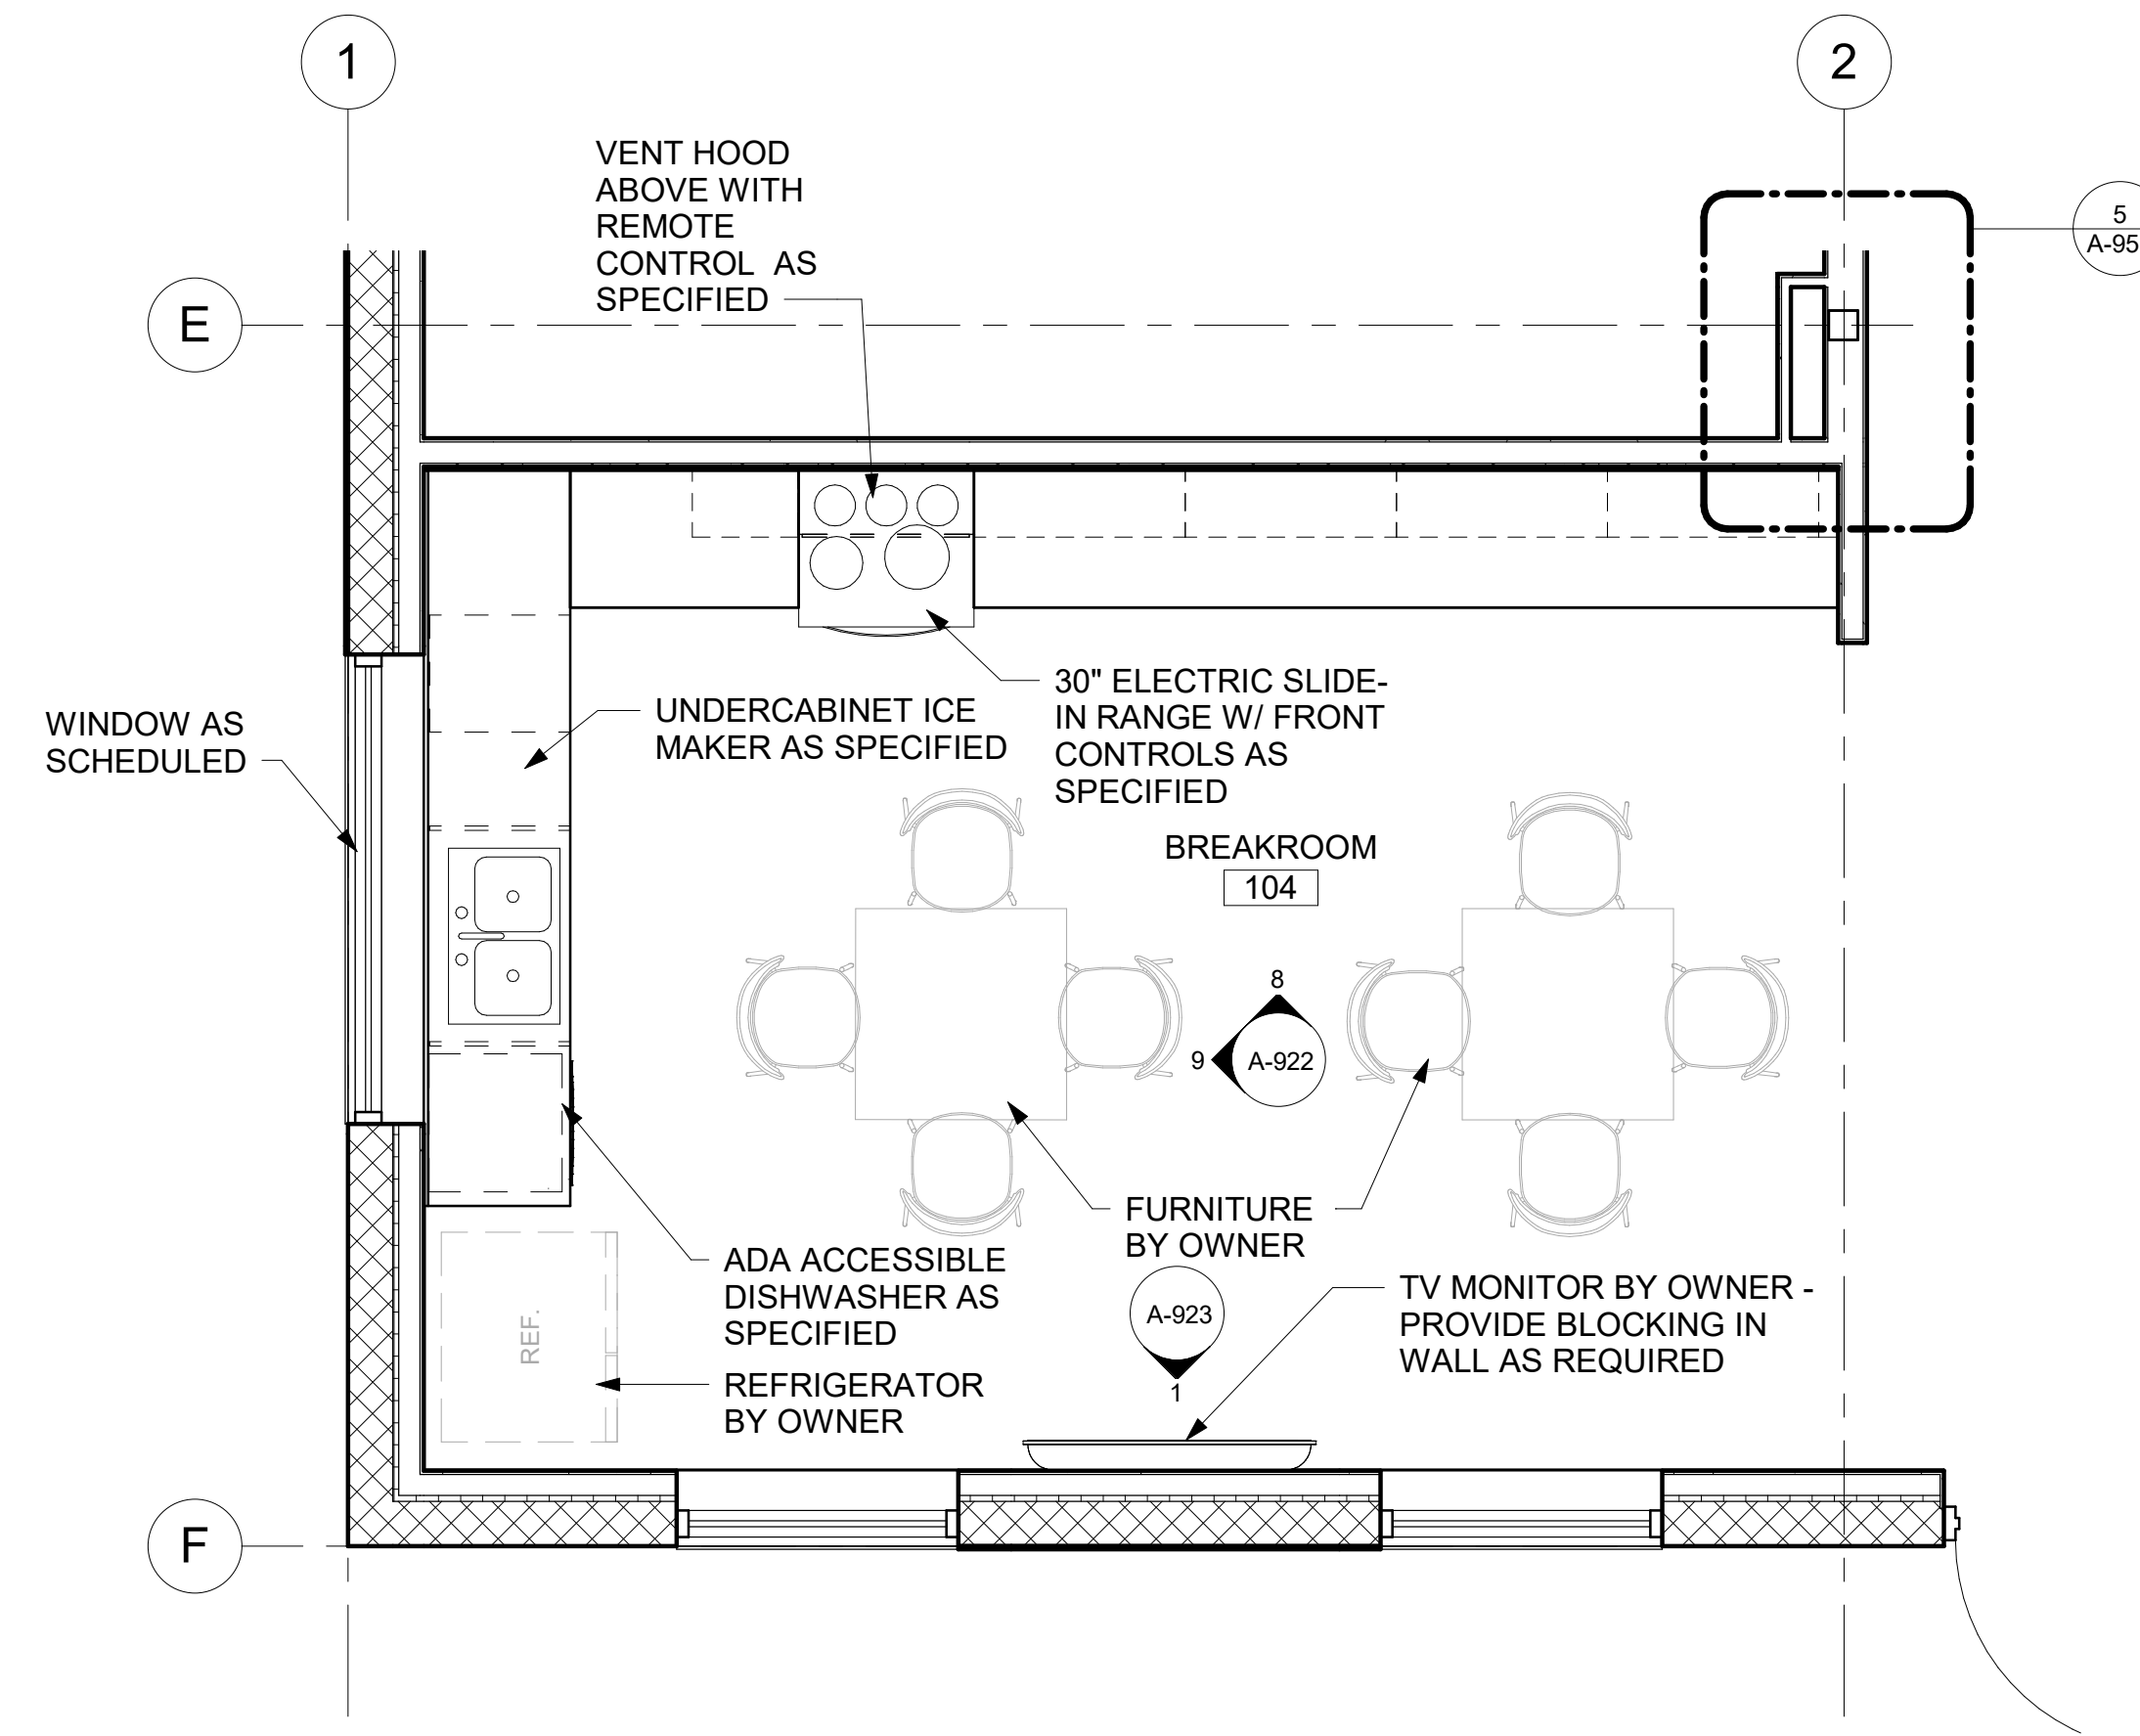 1
2
VENT HOOD
ABOVE WITH
REMOTE
CONTROL AS
SPECIFIED
5
A-95
E
30" ELECTRIC SLIDE-
IN RANGE W/ FRONT
CONTROLS AS
SPECIFIED
UNDERCABINET ICE
MAKER AS SPECIFIED
WINDOW AS
SCHEDULED
BREAKROOM
104
8
9
A-922
FURNITURE
BY OWNER
ADA ACCESSIBLE
DISHWASHER AS
SPECIFIED
A-923
1
TV MONITOR BY OWNER -
PROVIDE BLOCKING IN
WALL AS REQUIRED
REF.
REFRIGERATOR
BY OWNER
F